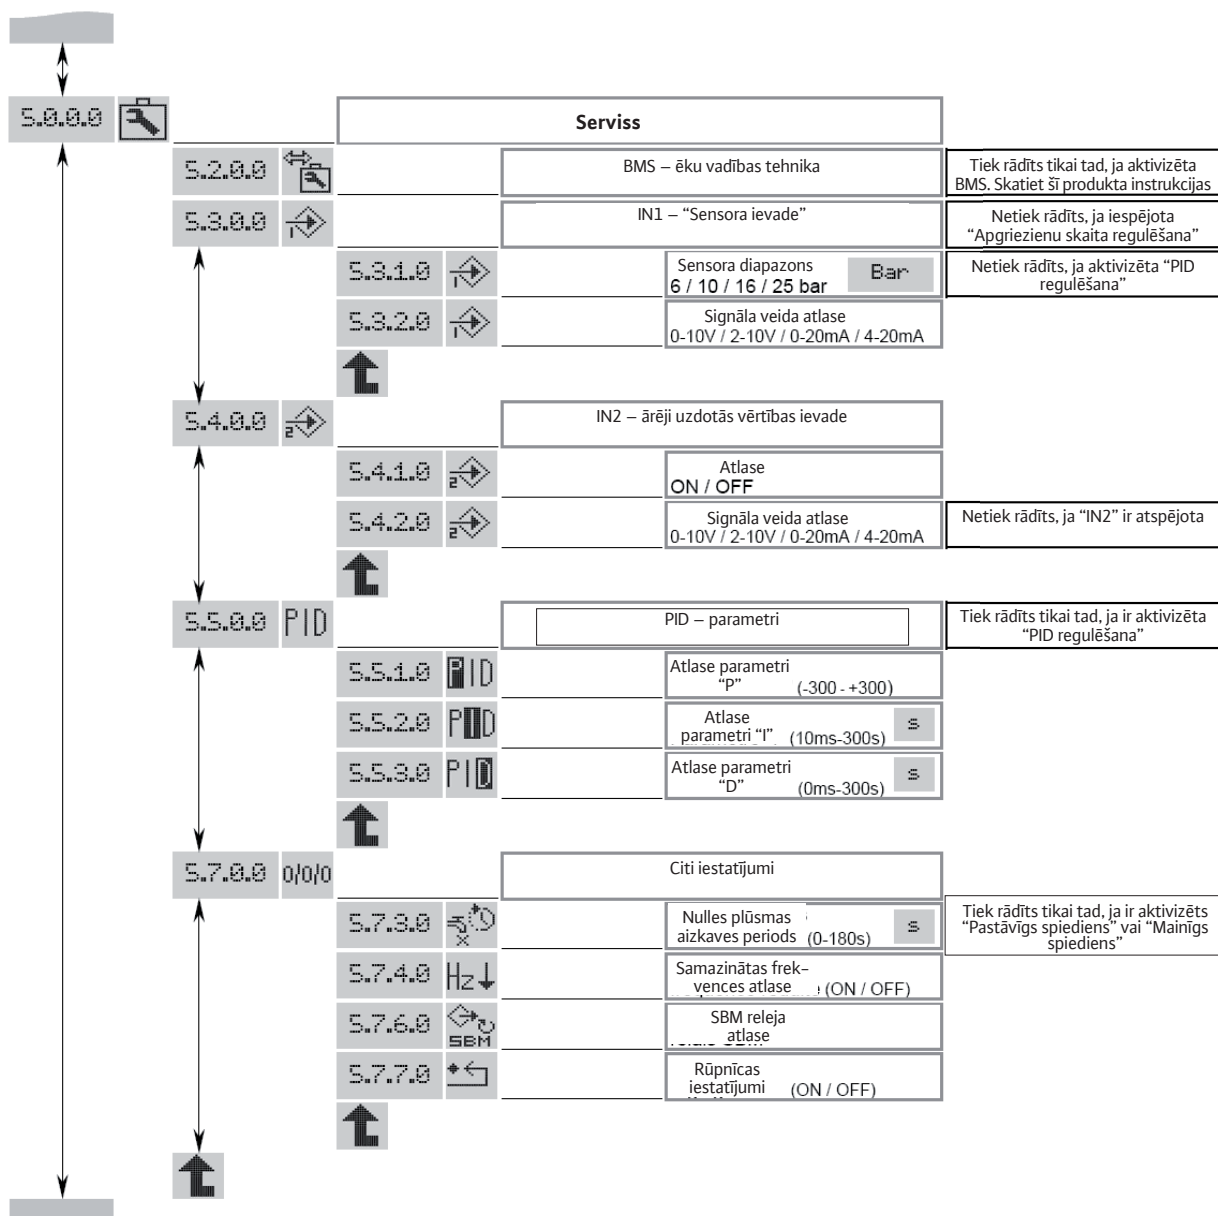 5.0.0.0
Serviss
5.2.0.0
BMS – ēku vadības tehnika
Tiek rādīts tikai tad, ja aktivizēta
BMS. Skatiet šī produkta instrukcijas
5.3.0.0
1
IN1 – “Sensora ievade”
Netiek rādīts, ja iespējota
“Apgriezienu skaita regulēšana”
5.3.1.0
1
Sensora diapazons
6 / 10 / 16 / 25 bar
Bar
Netiek rādīts, ja aktivizēta “PID
regulēšana”
5.3.2.0
1
Signāla veida atlase
0-10V / 2-10V / 0-20mA / 4-20mA
5.4.0.0
2
IN2 – ārēji uzdotās vērtības ievade
5.4.1.0
2
Atlase
ON / OFF
5.4.2.0
2
Signāla veida atlase
0-10V / 2-10V / 0-20mA / 4-20mA
Netiek rādīts, ja “IN2” ir atspējota
5.5.0.0
PID
PID – parametri
Tiek rādīts tikai tad, ja ir aktivizēta
“PID regulēšana”
5.5.1.0
PID
Atlase parametri
“P” (-300 - +300)
5.5.2.0
PID
Atlase
parametri “I” (10ms-300s)
s
5.5.3.0
PID
Atlase parametri
“D” (0ms-300s)
s
5.7.0.0
0/0/0
Citi iestatījumi
5.7.3.0
Nulles plūsmas
aizkaves periods (0-180s)
s
Tiek rādīts tikai tad, ja ir aktivizēts
“Pastāvīgs spiediens” vai “Mainīgs
spiediens”
5.7.4.0
Hz
Samazinātas frek-
vences atlase (ON / OFF)
5.7.6.0
SBM
SBM releja
atlase
5.7.7.0
Rūpnīcas
iestatījumi (ON / OFF)